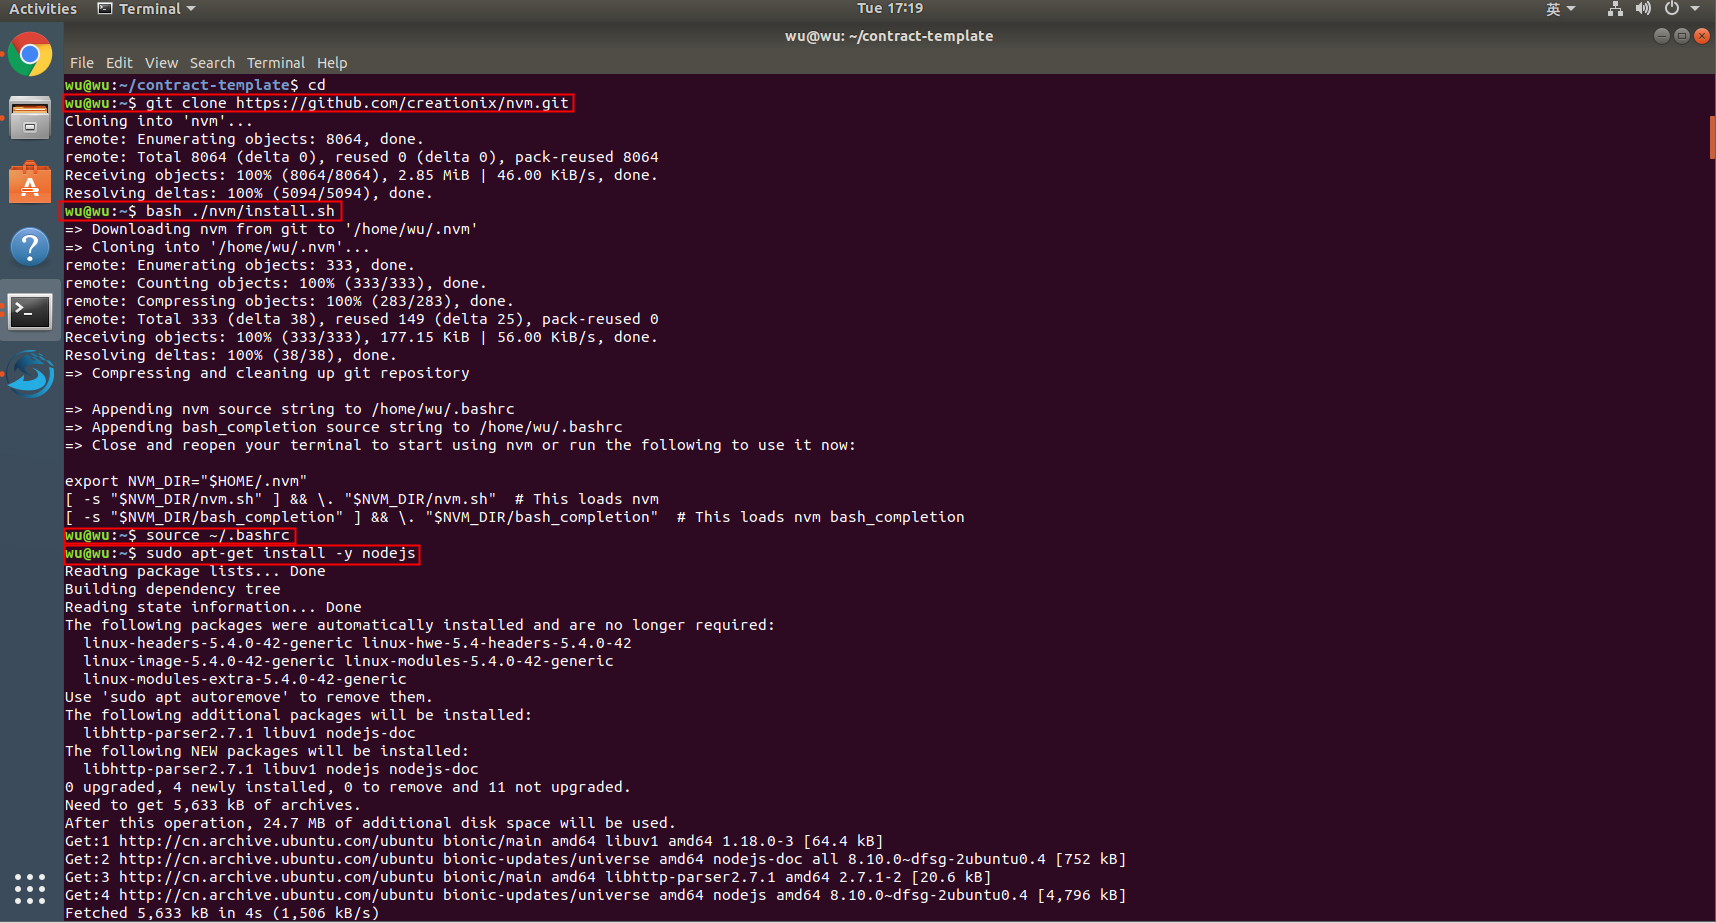 Activities Terminal Tue 17:19 英
wu@wu: ~/contract-template
File Edit View Search Terminal Help
wu@wu:~/contract-template$ cd
wu@wu:~$ git clone https://github.com/creationix/nvm.git
Cloning into 'nvm'...
remote: Enumerating objects: 8064, done.
remote: Total 8064 (delta 0), reused 0 (delta 0), pack-reused 8064
Receiving objects: 100% (8064/8064), 2.85 MiB | 46.00 KiB/s, done.
Resolving deltas: 100% (5094/5094), done.
wu@wu:~$ bash ./nvm/install.sh
=> Downloading nvm from git to '/home/wu/.nvm'
=> Cloning into '/home/wu/.nvm'...
remote: Enumerating objects: 333, done.
remote: Counting objects: 100% (333/333), done.
remote: Compressing objects: 100% (283/283), done.
remote: Total 333 (delta 38), reused 149 (delta 25), pack-reused 0
Receiving objects: 100% (333/333), 177.15 KiB | 56.00 KiB/s, done.
Resolving deltas: 100% (38/38), done.
=> Compressing and cleaning up git repository
=> Appending nvm source string to /home/wu/.bashrc
=> Appending bash_completion source string to /home/wu/.bashrc
=> Close and reopen your terminal to start using nvm or run the following to use it now:
export NVM_DIR="$HOME/.nvm"
[ -s "$NVM_DIR/nvm.sh" ] && \. "$NVM_DIR/nvm.sh"  # This loads nvm
[ -s "$NVM_DIR/bash_completion" ] && \. "$NVM_DIR/bash_completion"  # This loads nvm bash_completion
wu@wu:~$ source ~/.bashrc
wu@wu:~$ sudo apt-get install -y nodejs
Reading package lists... Done
Building dependency tree
Reading state information... Done
The following packages were automatically installed and are no longer required:
  linux-headers-5.4.0-42-generic linux-hwe-5.4-headers-5.4.0-42
  linux-image-5.4.0-42-generic linux-modules-5.4.0-42-generic
  linux-modules-extra-5.4.0-42-generic
Use 'sudo apt autoremove' to remove them.
The following additional packages will be installed:
  libhttp-parser2.7.1 libuv1 nodejs-doc
The following NEW packages will be installed:
  libhttp-parser2.7.1 libuv1 nodejs nodejs-doc
0 upgraded, 4 newly installed, 0 to remove and 11 not upgraded.
Need to get 5,633 kB of archives.
After this operation, 24.7 MB of additional disk space will be used.
Get:1 http://cn.archive.ubuntu.com/ubuntu bionic/main amd64 libuv1 amd64 1.18.0-3 [64.4 kB]
Get:2 http://cn.archive.ubuntu.com/ubuntu bionic-updates/universe amd64 nodejs-doc all 8.10.0~dfsg-2ubuntu0.4 [752 kB]
Get:3 http://cn.archive.ubuntu.com/ubuntu bionic/main amd64 libhttp-parser2.7.1 amd64 2.7.1-2 [20.6 kB]
Get:4 http://cn.archive.ubuntu.com/ubuntu bionic-updates/universe amd64 nodejs amd64 8.10.0~dfsg-2ubuntu0.4 [4,796 kB]
Fetched 5,633 kB in 4s (1,506 kB/s)